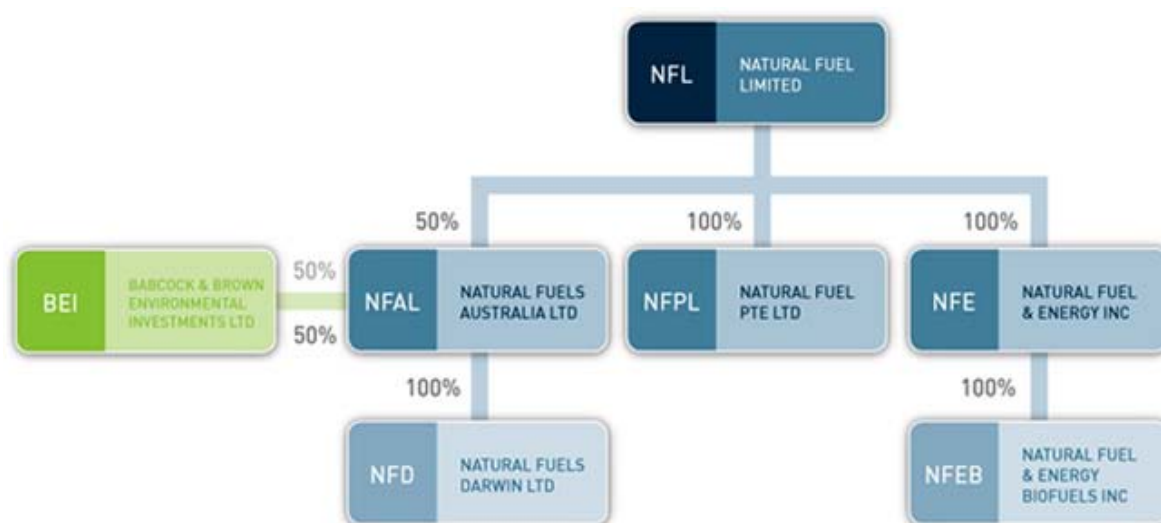 NFL
NATURAL FUEL
LIMITED
50%
100%
100%
BEI
BABCOCK & BROWN
ENVIRONMENTAL
INVESTMENTS LTD
50%
50%
NFAL
NATURAL FUELS
AUSTRALIA LTD
NFPL
NATURAL FUEL
PTE LTD
NFE
NATURAL FUEL
& ENERGY INC
100%
100%
NFD
NATURAL FUELS
DARWIN LTD
NFEB
NATURAL FUEL
& ENERGY
BIOFUELS INC